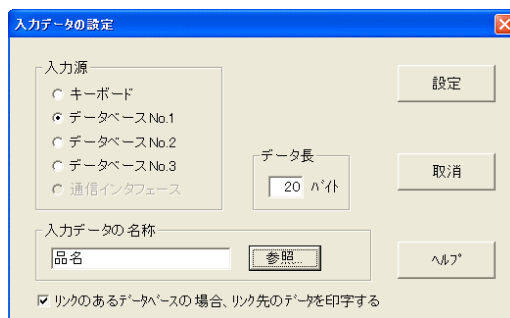 入力データの設定
入力源
キーボード
データベースNo.1
データベースNo.2
データベースNo.3
通信インタフェース
データ長
20 ﾊﾞｲﾄ
入力データの名称
品名
参照...
設定
取消
ﾍﾙﾌﾟ
ﾘﾝｸのあるﾃﾞｰﾀﾍﾞｰｽの場合、ﾘﾝｸ先のﾃﾞｰﾀを印字する